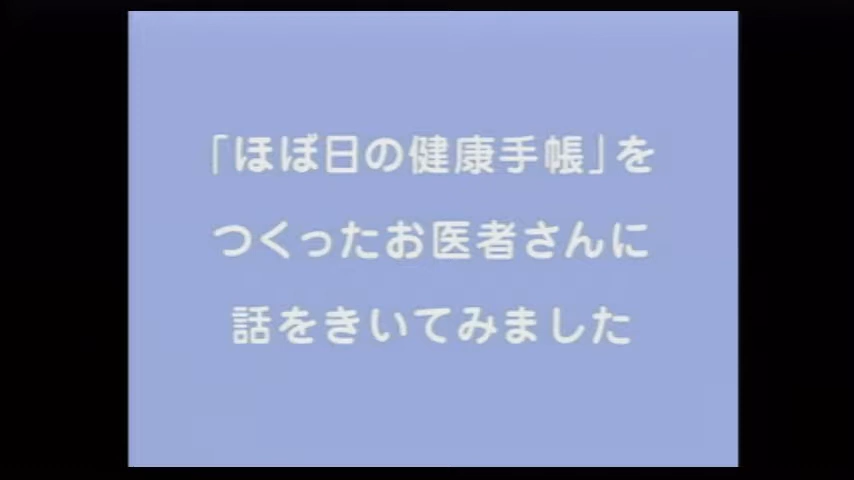 「ほぼ日の健康手帳」を
つくったお医者さんに
話をきいてみました